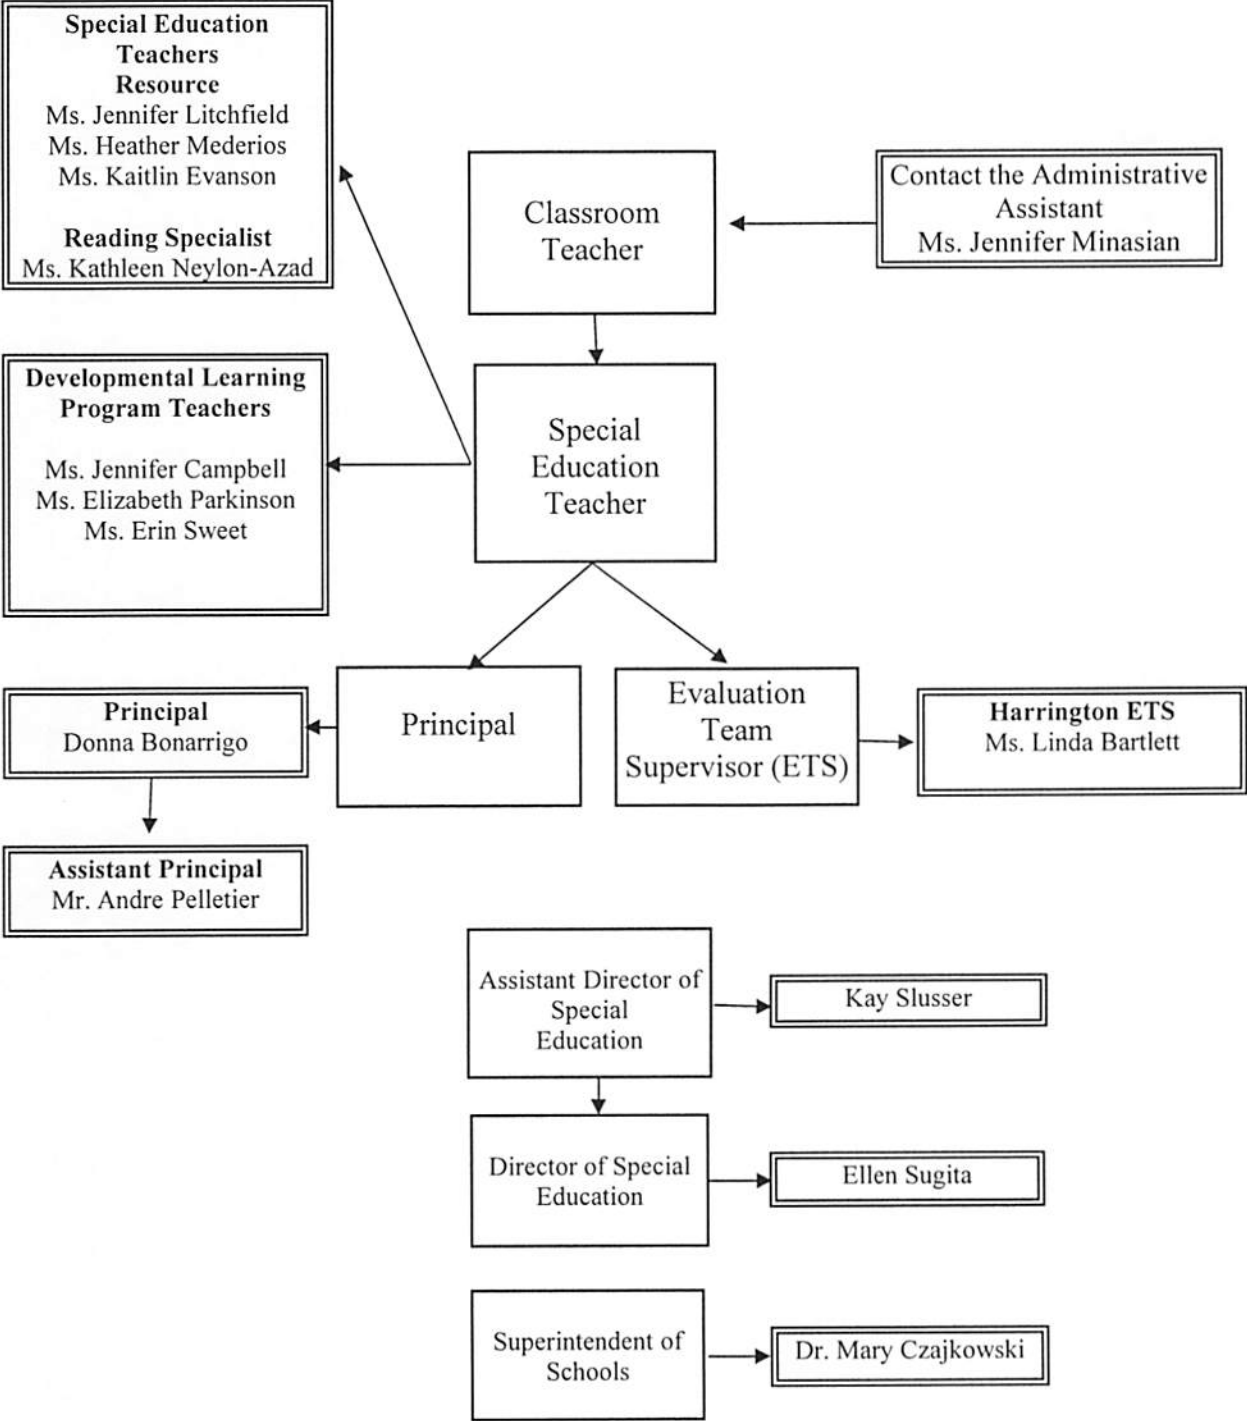 Special Education
Teachers
Resource
Ms. Jennifer Litchfield
Ms. Heather Mederios
Ms. Kaitlin Evanson
Reading Specialist
Ms. Kathleen Neylon-Azad
Classroom
Teacher
Contact the Administrative
Assistant
Ms. Jennifer Minasian
Developmental Learning
Program Teachers
Ms. Jennifer Campbell
Ms. Elizabeth Parkinson
Ms. Erin Sweet
Special
Education
Teacher
Principal
Donna Bonarrigo
Principal
Evaluation
Team
Supervisor (ETS)
Harrington ETS
Ms. Linda Bartlett
Assistant Principal
Mr. Andre Pelletier
Assistant Director of
Special
Education
Kay Slusser
Director of Special
Education
Ellen Sugita
Superintendent of
Schools
Dr. Mary Czajkowski